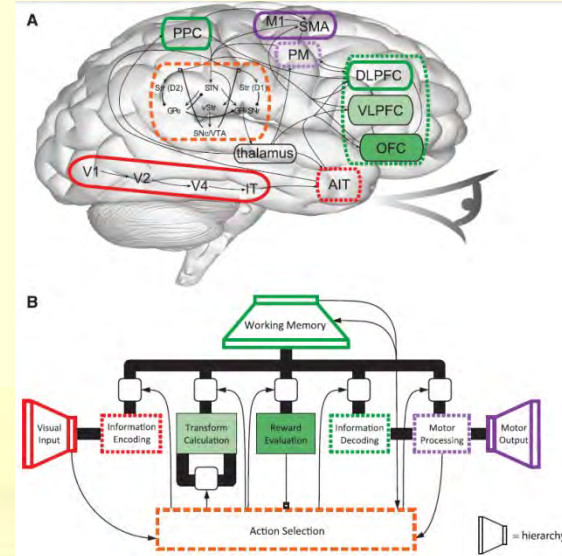 A
PPC
M1
SMA
PM
DLPFC
VLPFC
OFC
Str (D2)
STN
Str (D1)
GPe
vStr
GPi/SNr
SNc/VTA
thalamus
V1
V2
V4
IT
AIT
B
Working Memory
Visual
Input
Information
Encoding
Transform
Calculation
Reward
Evaluation
Information
Decoding
Motor
Processing
Motor
Output
Action Selection
= hierarchy